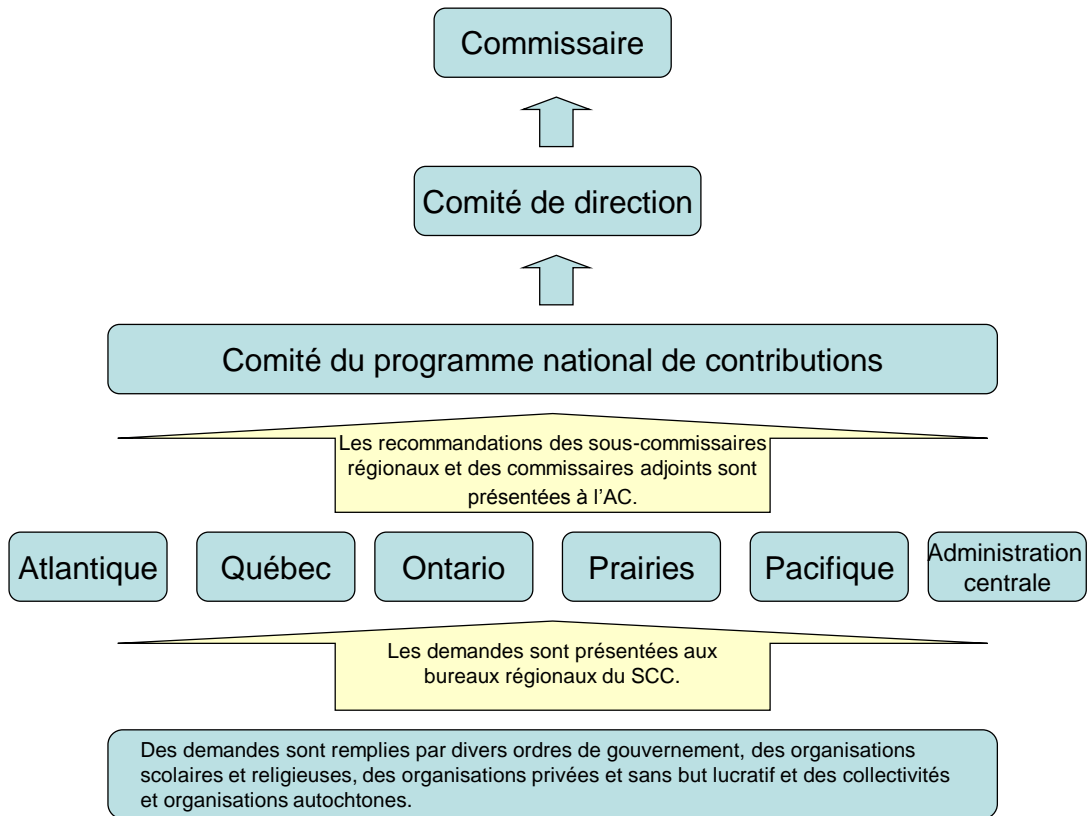 Commissaire
Comité de direction
Comité du programme national de contributions
Les recommandations des sous-commissaires
régionaux et des commissaires adjoints sont
présentées à l’AC.
Atlantique
Québec
Ontario
Prairies
Pacifique
Administration
centrale
Les demandes sont présentées aux
bureaux régionaux du SCC.
Des demandes sont remplies par divers ordres de gouvernement, des organisations
scolaires et religieuses, des organisations privées et sans but lucratif et des collectivités
et organisations autochtones.